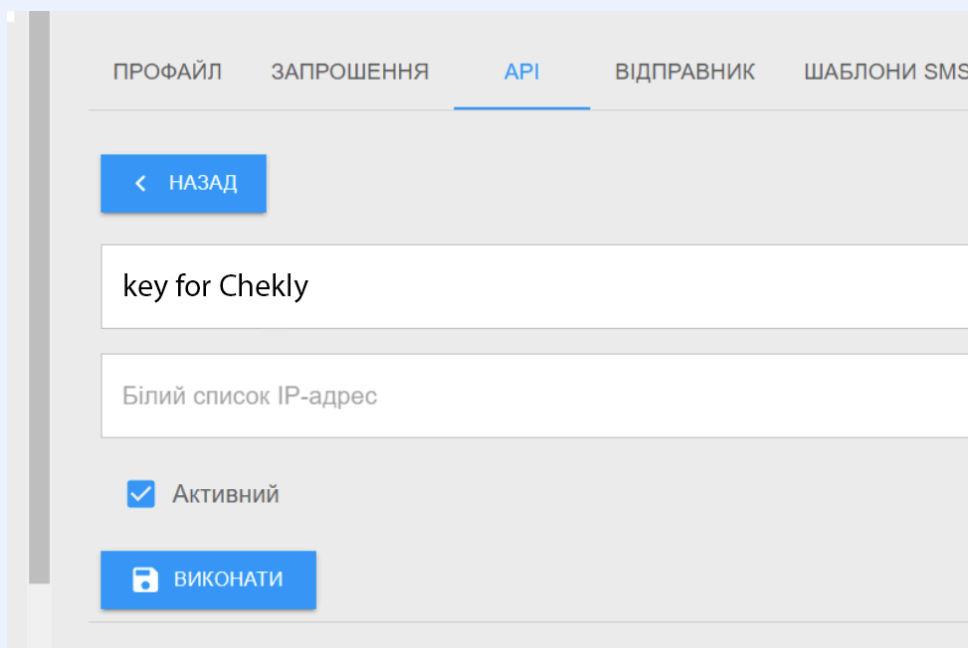 ПРОФАЙЛ ЗАПРОШЕННЯ API ВІДПРАВНИК ШАБЛОНИ SMS
НАЗАД
key for Chekly
Білий список IP-адрес
Активний
ВИКОНАТИ